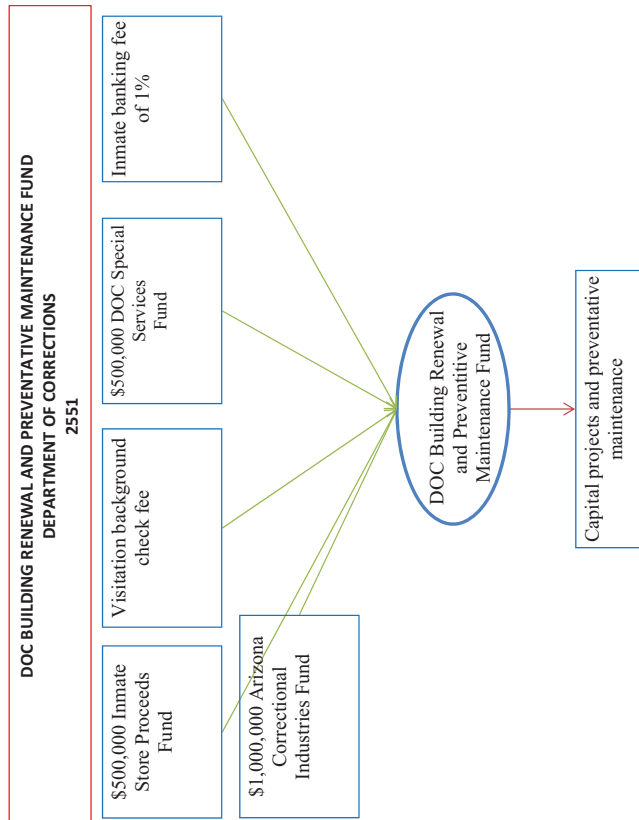 DOC BUILDING RENEWAL AND PREVENTATIVE MAINTENANCE FUND
DEPARTMENT OF CORRECTIONS
2551
$500,000 Inmate
Store Proceeds
Fund
Visitation background
check fee
$500,000 DOC Special
Services
Fund
Inmate banking fee
of 1%
$1,000,000 Arizona
Correctional
Industries Fund
DOC Building Renewal
and Preventitive
Maintenance Fund
Capital projects and preventative
maintenance